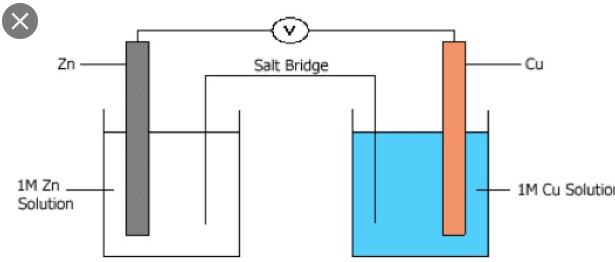 V
Zn
Salt Bridge
Cu
1M Zn
Solution
1M Cu Solution